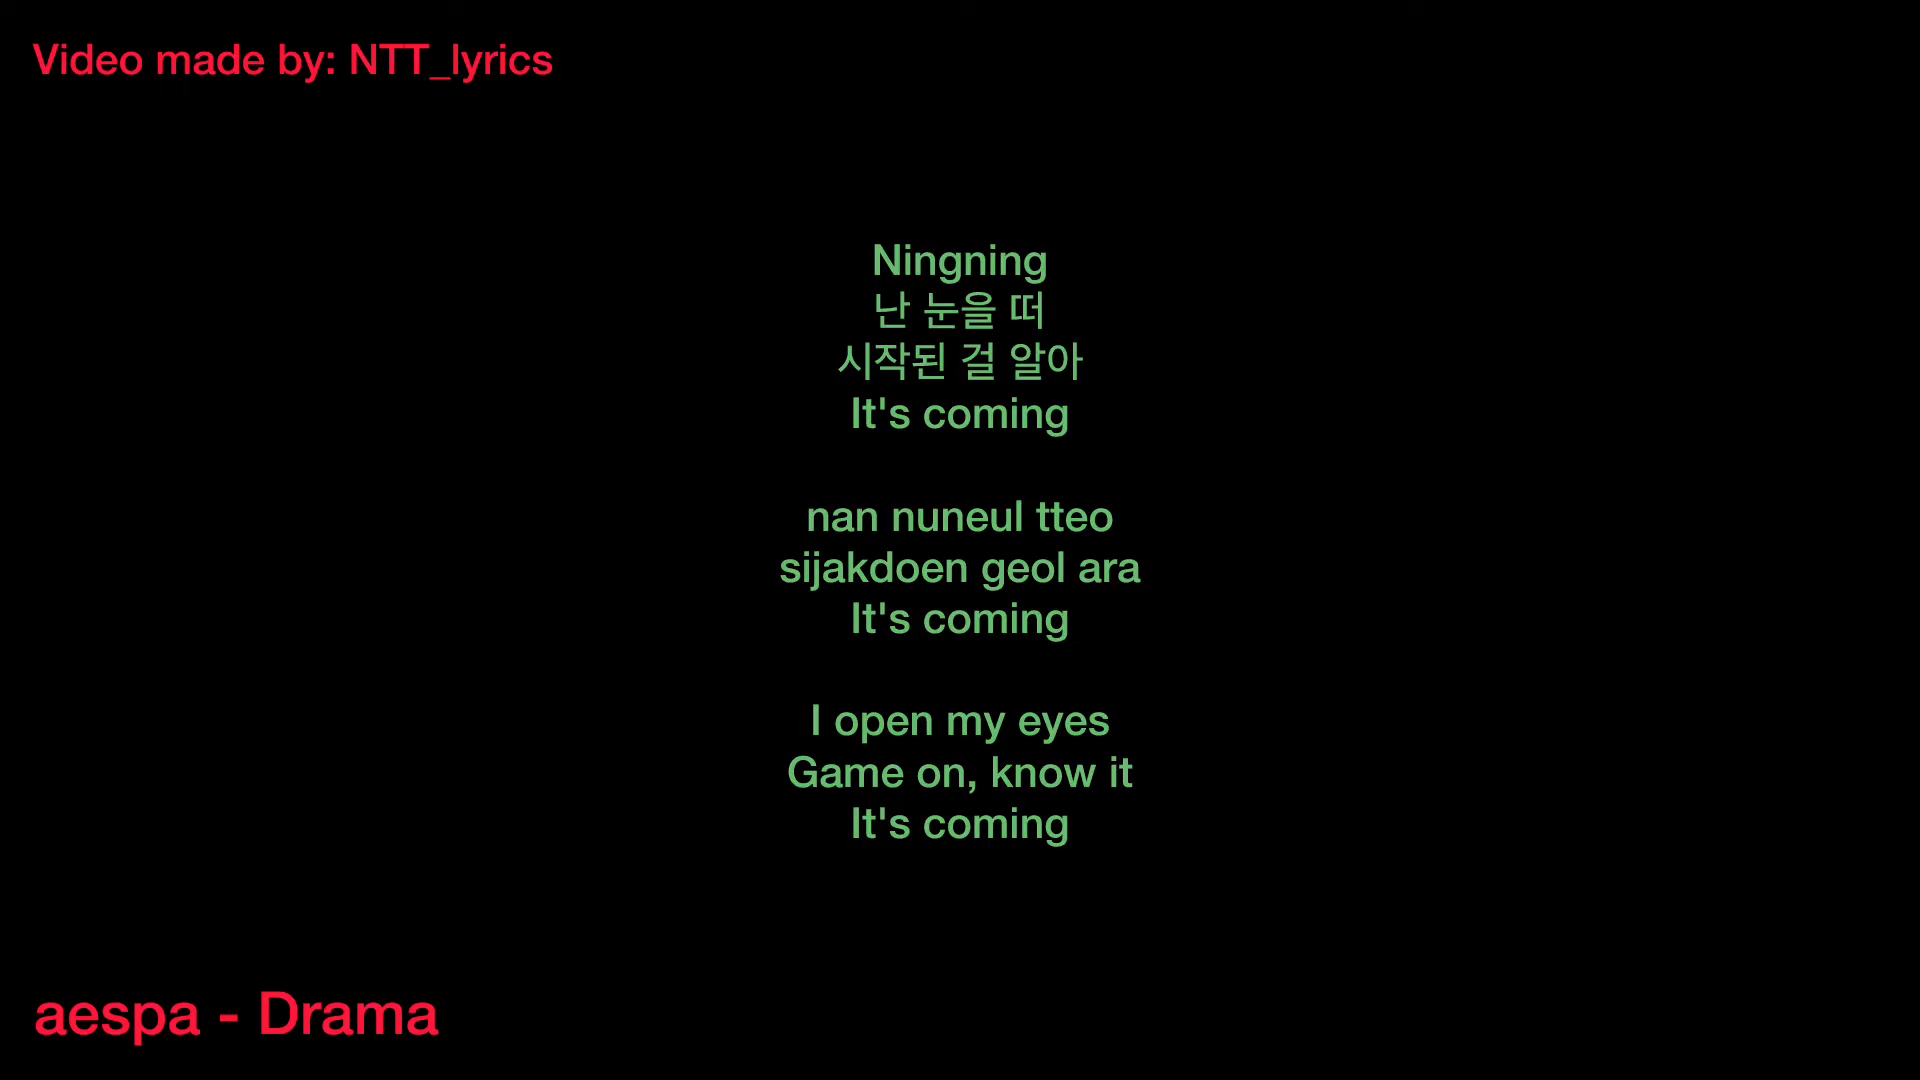 Video made by: NTT_lyrics
Ningning
난 눈을 떠
시작된 걸 알아
It's coming
nan nuneul tteo
sijakdoen geol ara
It's coming
I open my eyes
Game on, know it
It's coming
aespa - Drama